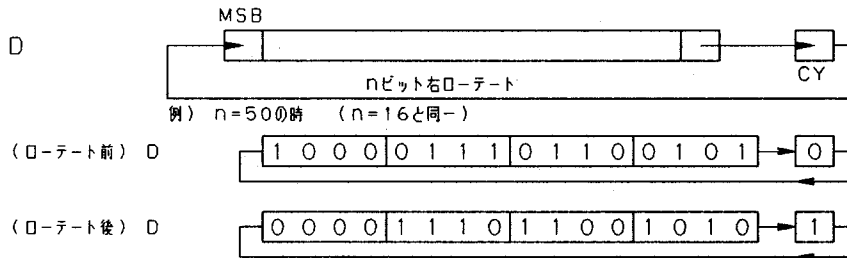 MSB
D
CY
nビット右ローテート
例) n=50の時 (n=16と同一)
(ローテート前) D 1 0 0 0 0 1 1 1 0 1 1 0 0 1 0 1 0
(ローテート後) D 0 0 0 0 1 1 1 0 1 1 0 0 1 0 1 0 1